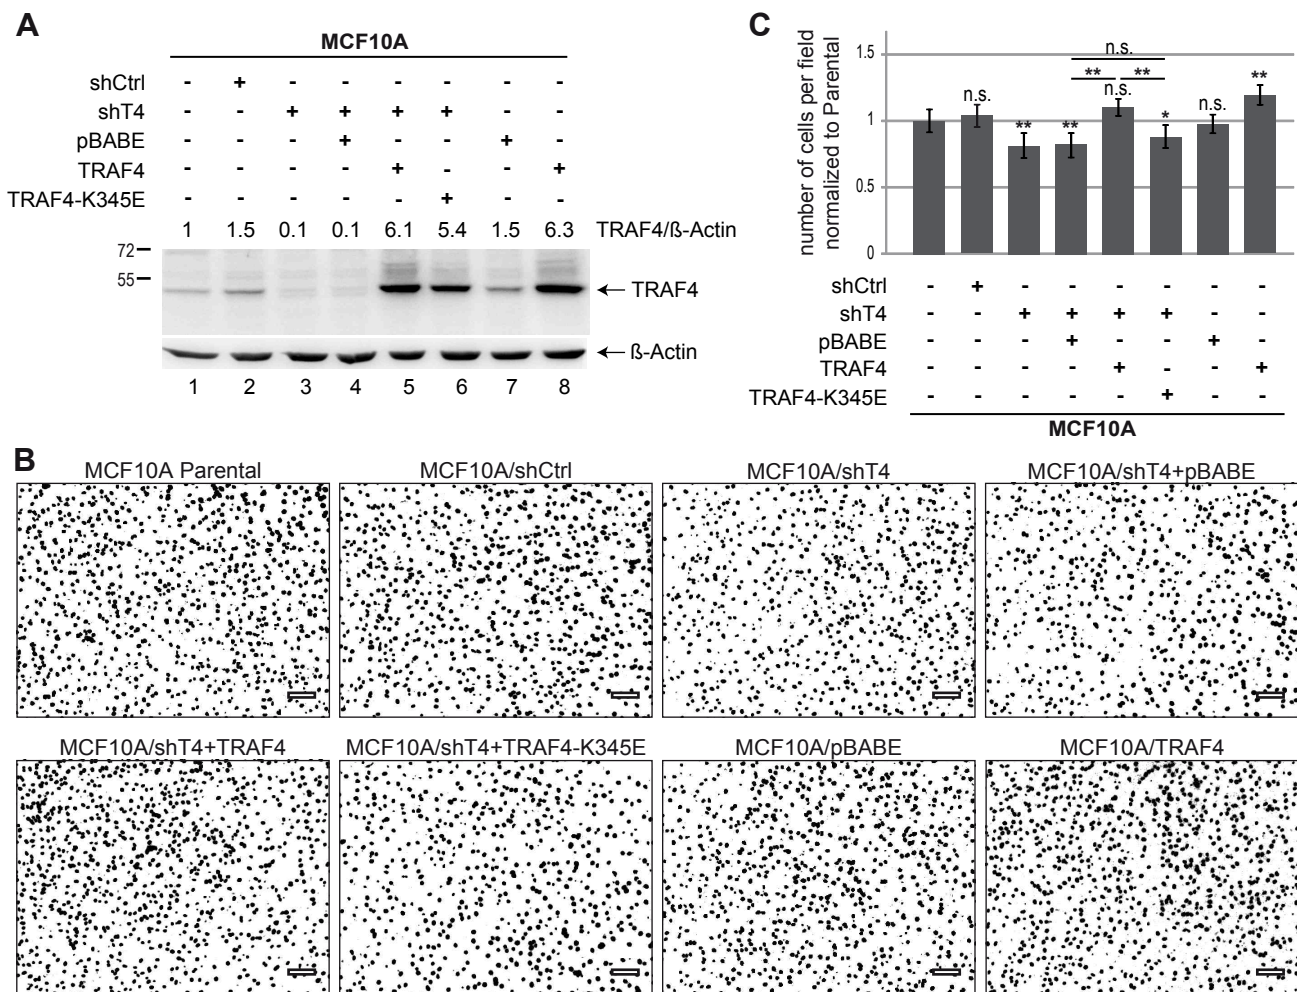 A
MCF10A
shCtrl - + - - - - - -
shT4 - - + + + + - -
pBABE - - - + - - + -
TRAF4 - - - - + - - +
TRAF4-K345E - - - - - + - -
1 1.5 0.1 0.1 6.1 5.4 1.5 6.3 TRAF4/ß-Actin
72
55
TRAF4
ß-Actin
1 2 3 4 5 6 7 8
C
number of cells per field
normalized to Parental
1.5
1
0.5
0
n.s.
** **
n.s. ** ** n.s. * n.s. **
shCtrl - + - - - - - -
shT4 - - + + + + - -
pBABE - - - + - - + -
TRAF4 - - - - + - - +
TRAF4-K345E - - - - - + - -
MCF10A
B
MCF10A Parental
MCF10A/shCtrl
MCF10A/shT4
MCF10A/shT4+pBABE
MCF10A/shT4+TRAF4
MCF10A/shT4+TRAF4-K345E
MCF10A/pBABE
MCF10A/TRAF4